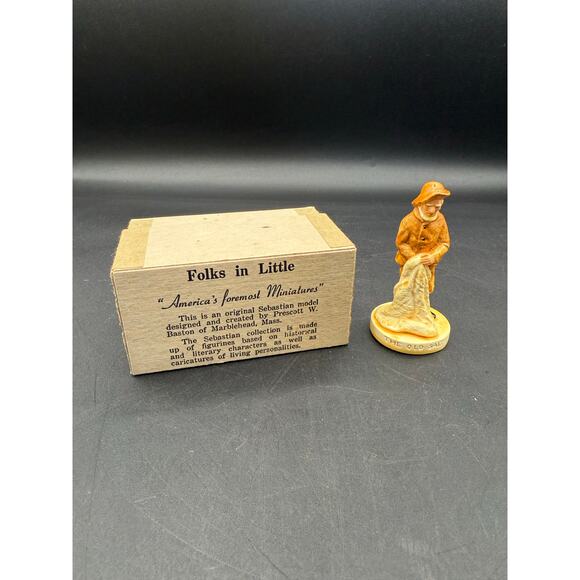 Folks in Little
"America's foremost Miniatures"
This is an original Sebastian model
designed and created by Prescott W.
Baston of Marblehead, Mass.
The Sebastian collection is made
up of figurines based on historical
and literary characters as well as
caricatures of living personalities.
THE OLD